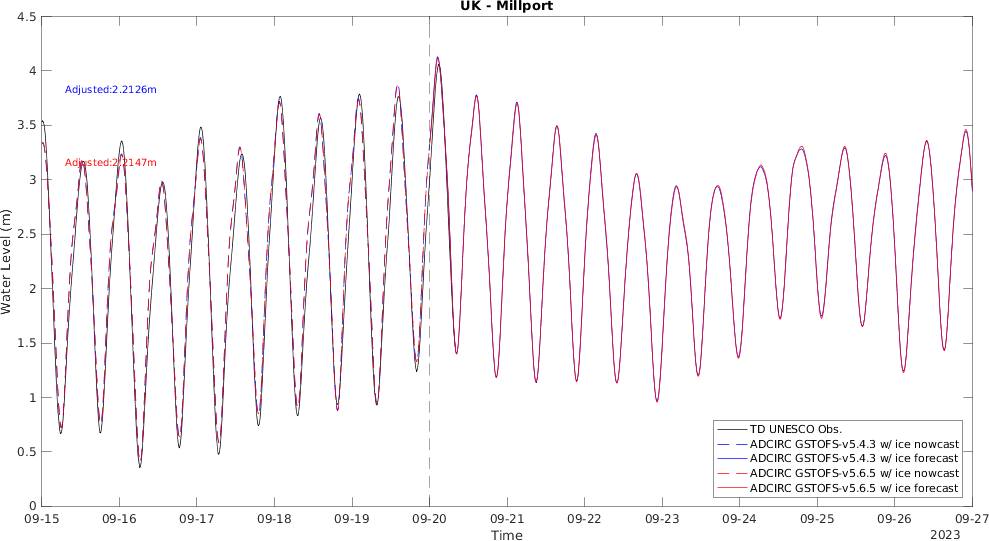 UK - Millport
4.5
4
3.5
3
2.5
2
1.5
1
0.5
0
Water Level (m)
Adjusted:2.2126m
Adjusted:2.2147m
TD UNESCO Obs.
ADCIRC GSTOFS-v5.4.3 w/ ice nowcast
ADCIRC GSTOFS-v5.4.3 w/ ice forecast
ADCIRC GSTOFS-v5.6.5 w/ ice nowcast
ADCIRC GSTOFS-v5.6.5 w/ ice forecast
09-15 09-16 09-17 09-18 09-19 09-20 09-21 09-22 09-23 09-24 09-25 09-26 09-27
Time
2023